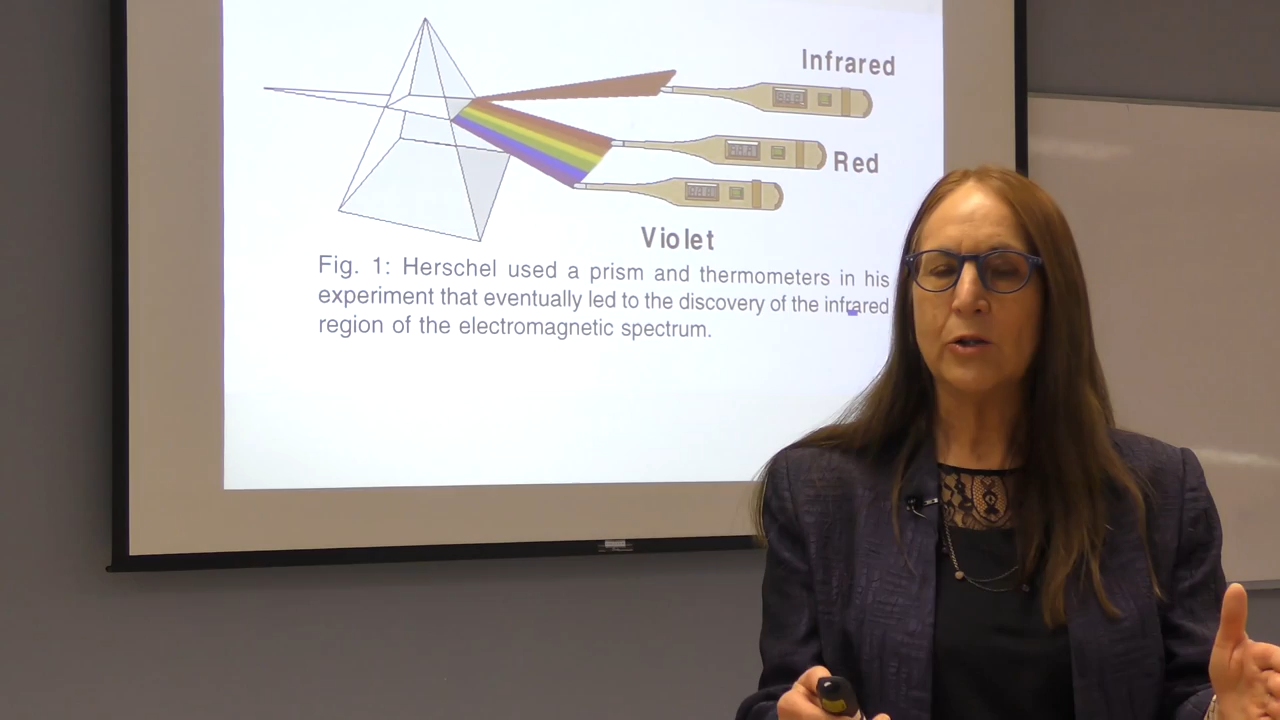 Infrared
Red
Violet
Fig. 1: Herschel used a prism and thermometers in his
experiment that eventually led to the discovery of the infrared
region of the electromagnetic spectrum.